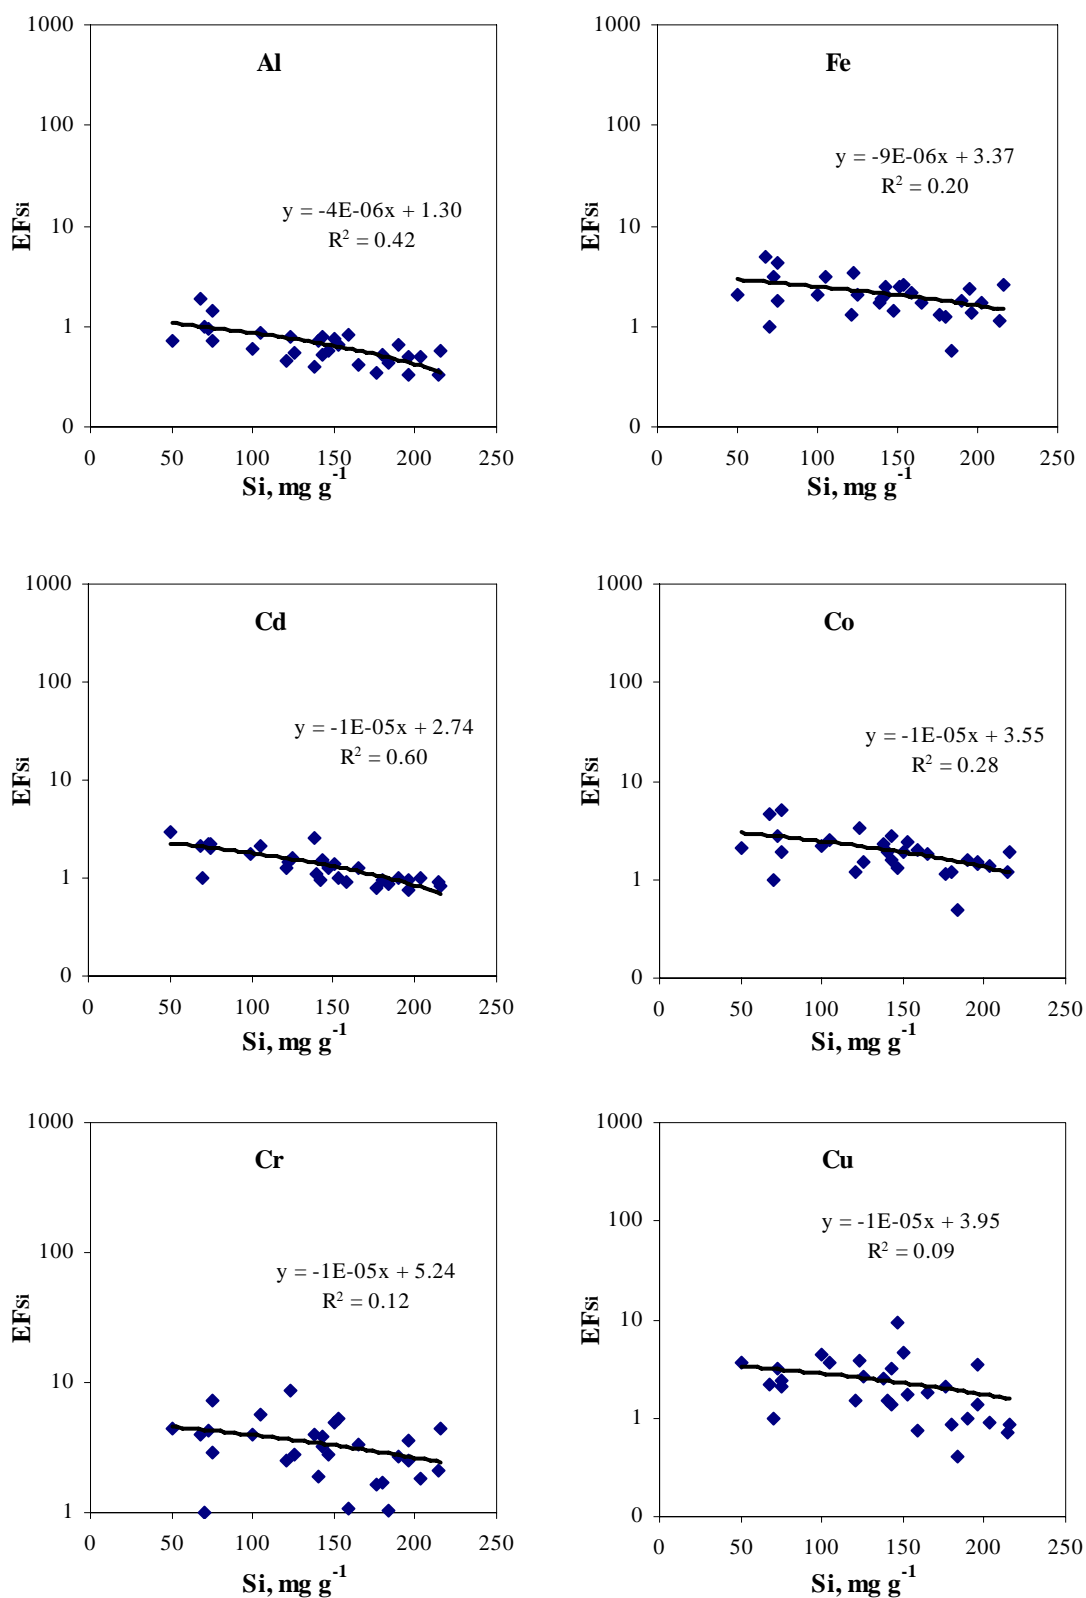 1000
100
10
1
0
EFSi
Al
y = -4E-06x + 1.30
R² = 0.42
0 50 100 150 200 250
Si, mg g⁻¹
1000
100
10
1
0
EFSi
Fe
y = -9E-06x + 3.37
R² = 0.20
0 50 100 150 200 250
Si, mg g⁻¹
1000
100
10
1
0
EFSi
Cd
y = -1E-05x + 2.74
R² = 0.60
0 50 100 150 200 250
Si, mg g⁻¹
1000
100
10
1
0
EFSi
Co
y = -1E-05x + 3.55
R² = 0.28
0 50 100 150 200 250
Si, mg g⁻¹
1000
100
10
1
EFSi
Cr
y = -1E-05x + 5.24
R² = 0.12
0 50 100 150 200 250
Si, mg g⁻¹
1000
100
10
1
0
EFSi
Cu
y = -1E-05x + 3.95
R² = 0.09
0 50 100 150 200 250
Si, mg g⁻¹